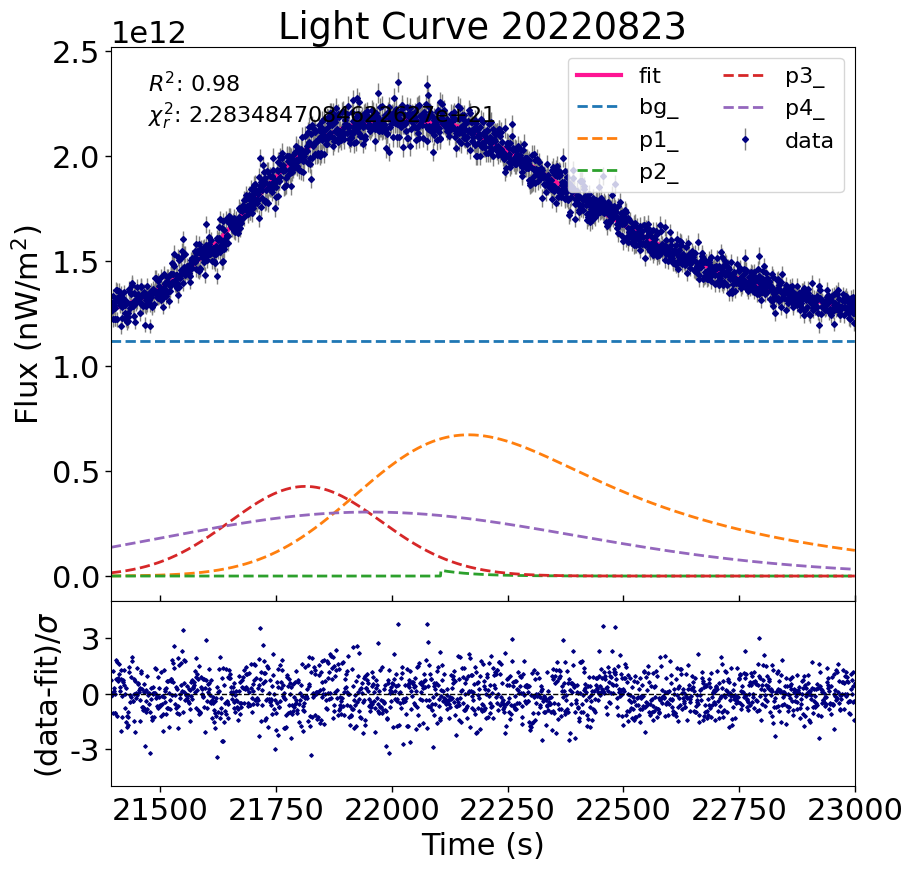 Light Curve 20220823
1e12
R²: 0.98
fit
bg_
p1_
p2_
p3_
p4_
data
2.5
2.0
1.5
1.0
0.5
0.0
Flux (nW/m²)
3
0
-3
(data-fit)/σ
21500 21750 22000 22250 22500 22750 23000
Time (s)